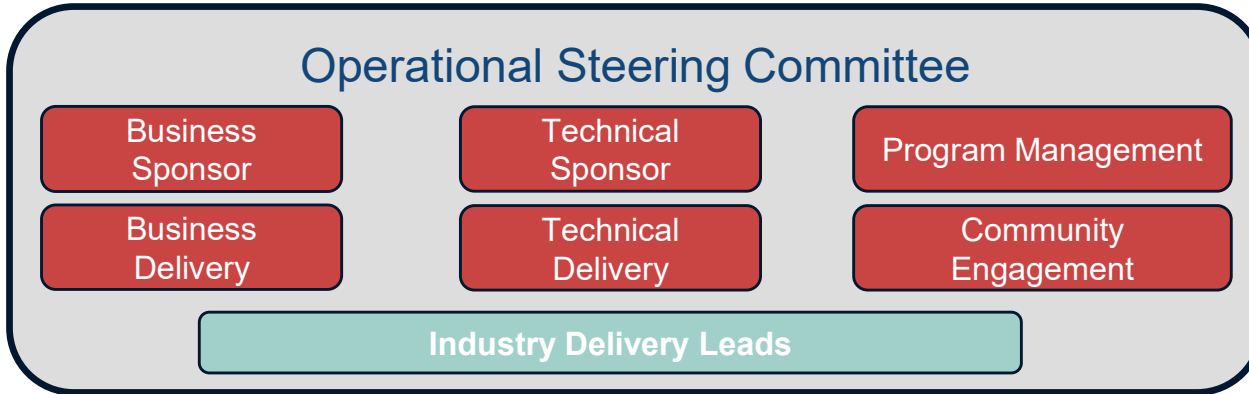 Operational Steering Committee
Business
Sponsor
Technical
Sponsor
Program Management
Business
Delivery
Technical
Delivery
Community
Engagement
Industry Delivery Leads